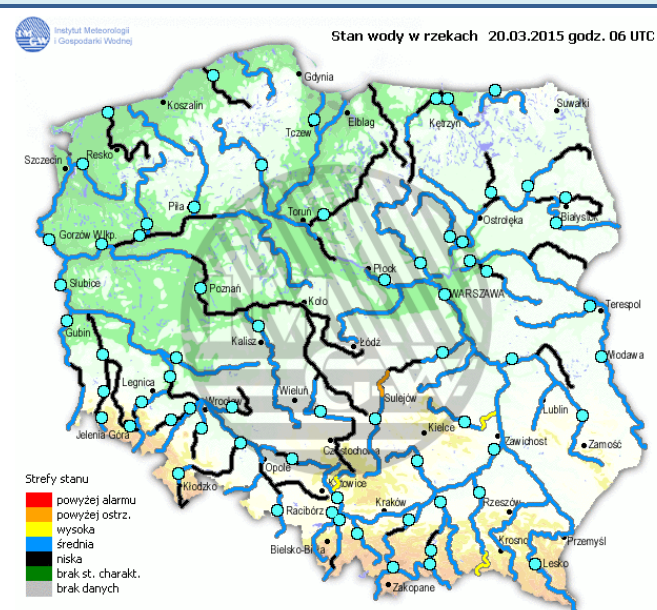 Instytut Meteorologii
i Gospodarki Wodnej
Stan wody w rzekach 20.03.2015 godz. 06 UTC
Gdynia
Koszalin
Suwałki
Elbląg
Kętrzyn
Tczew
Resko
Szczecin
Piła
Toruń
Ostrołęka
Białystok
Gorzów Wlkp.
Płock
Słubice
Poznań
Koło
WARSZAWA
Terespol
Gubin
Kalisz
Łódź
Włodawa
Legnica
Wieluń
Sulejów
Wrocław
Lublin
Jelenia Góra
Kielce
Zawichost
Zamość
Częstochowa
Opole
Strefy stanu
Kłodzko
Katowice
powyżej alarmu
Racibórz
Kraków
Rzeszów
powyżej ostrz.
wysoka
średnia
Bielsko-Biała
Krosno
Przemyśl
niska
Lesko
brak st. charakt.
Zakopane
brak danych